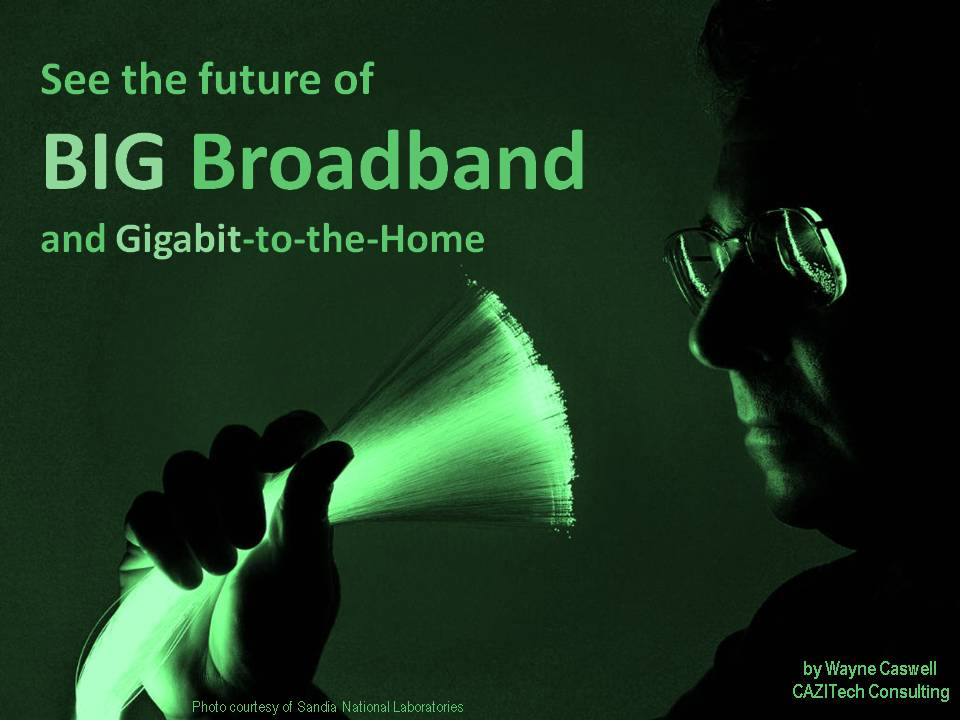 See the future of
BIG Broadband
and Gigabit-to-the-Home
by Wayne Caswell
CAZITech Consulting
Photo courtesy of Sandia National Laboratories